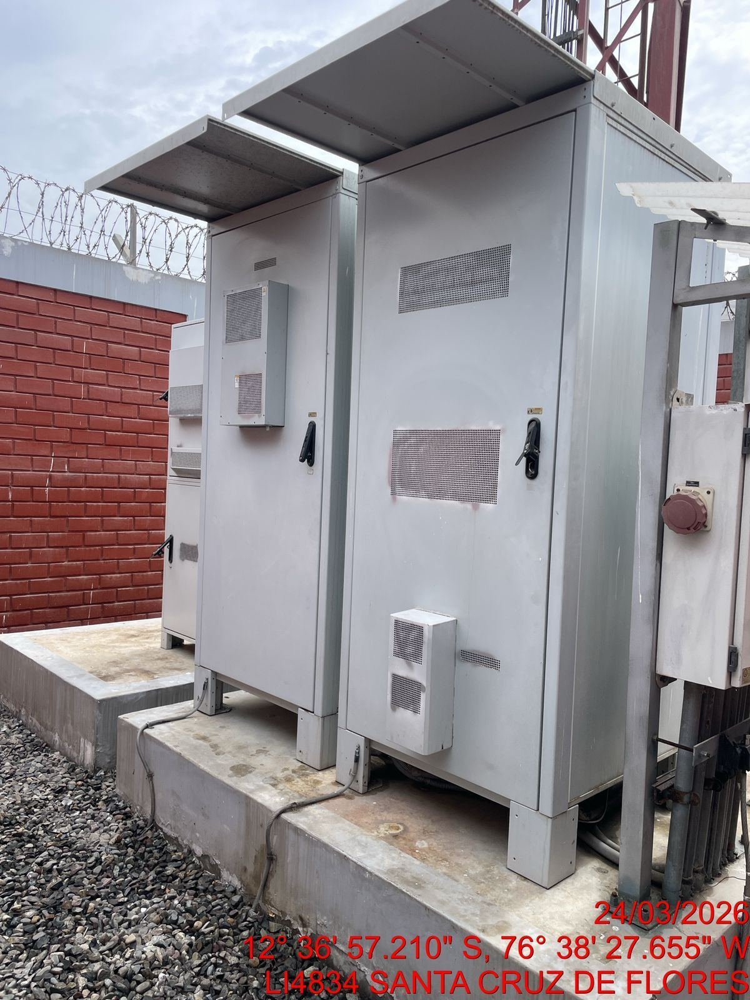 24/03/2026
12° 36' 57.210" S, 76° 38' 27.655" W
LI4834 SANTA CRUZ DE FLORES